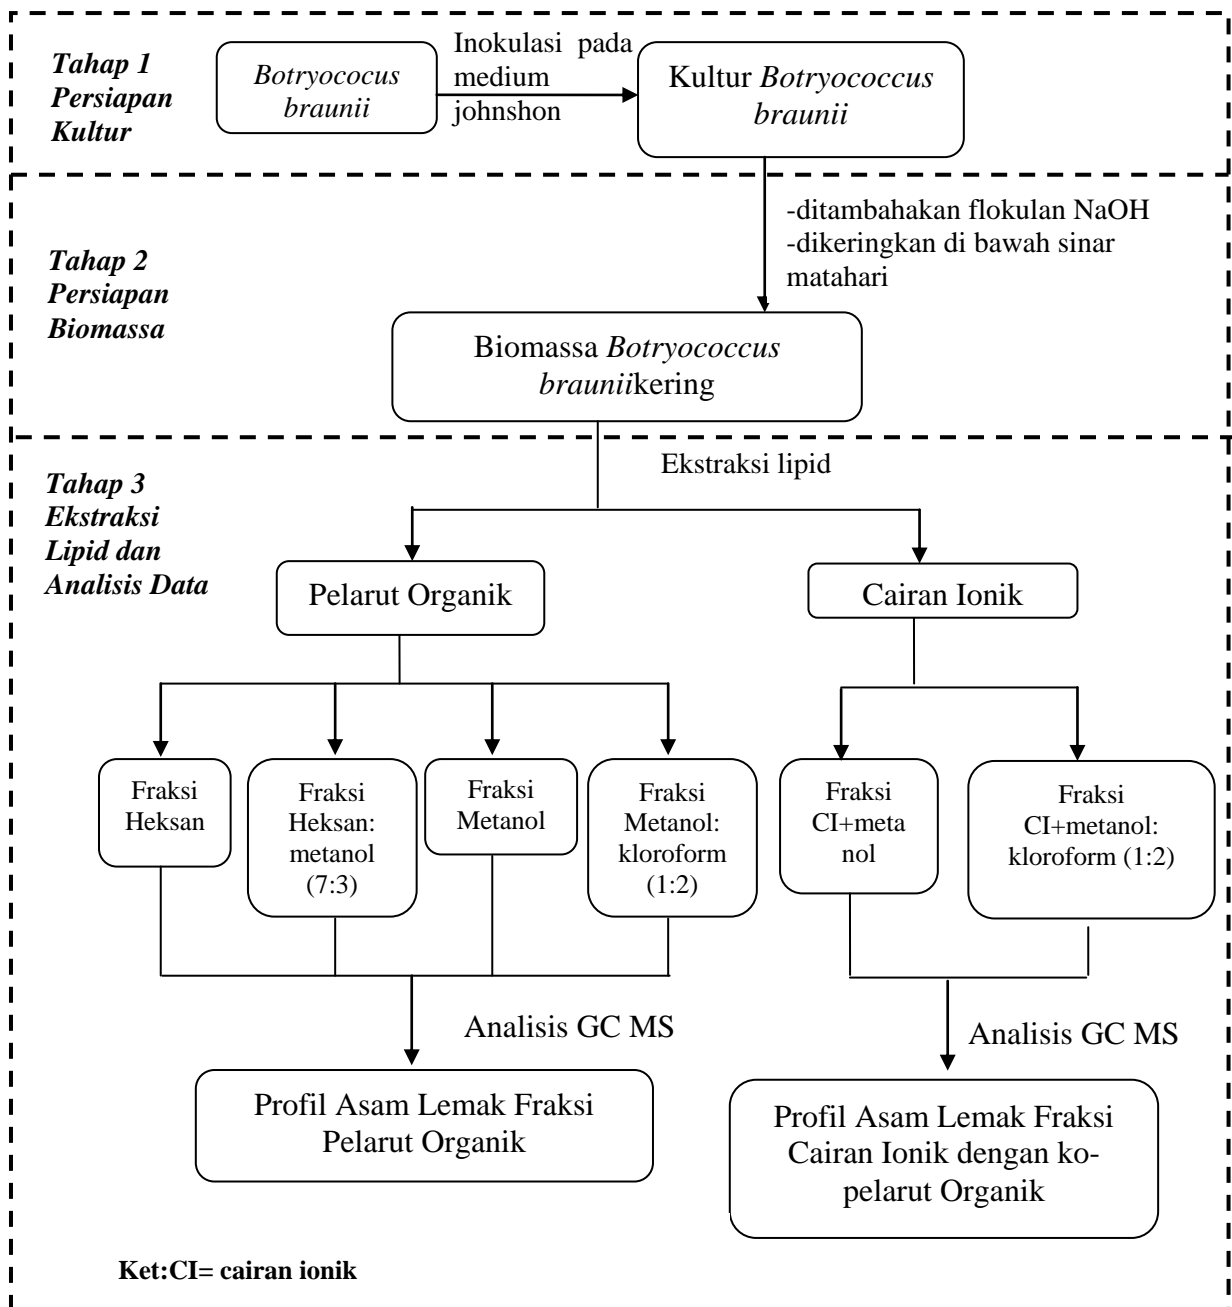 Tahap 1
Persiapan
Kultur
Botryococus
braunii
Inokulasi pada
medium
johnshon
Kultur Botryococcus
braunii
-ditambahakan flokulan NaOH
-dikeringkan di bawah sinar
matahari
Tahap 2
Persiapan
Biomassa
Biomassa Botryococcus
brauniikering
Ekstraksi lipid
Tahap 3
Ekstraksi
Lipid dan
Analisis Data
Pelarut Organik
Cairan Ionik
Fraksi
Heksan
Fraksi
Heksan:
metanol
(7:3)
Fraksi
Metanol
Fraksi
Metanol:
kloroform
(1:2)
Fraksi
CI+meta
nol
Fraksi
CI+metanol:
kloroform (1:2)
Analisis GC MS
Analisis GC MS
Profil Asam Lemak Fraksi
Pelarut Organik
Profil Asam Lemak Fraksi
Cairan Ionik dengan ko-
pelarut Organik
Ket:CI= cairan ionik